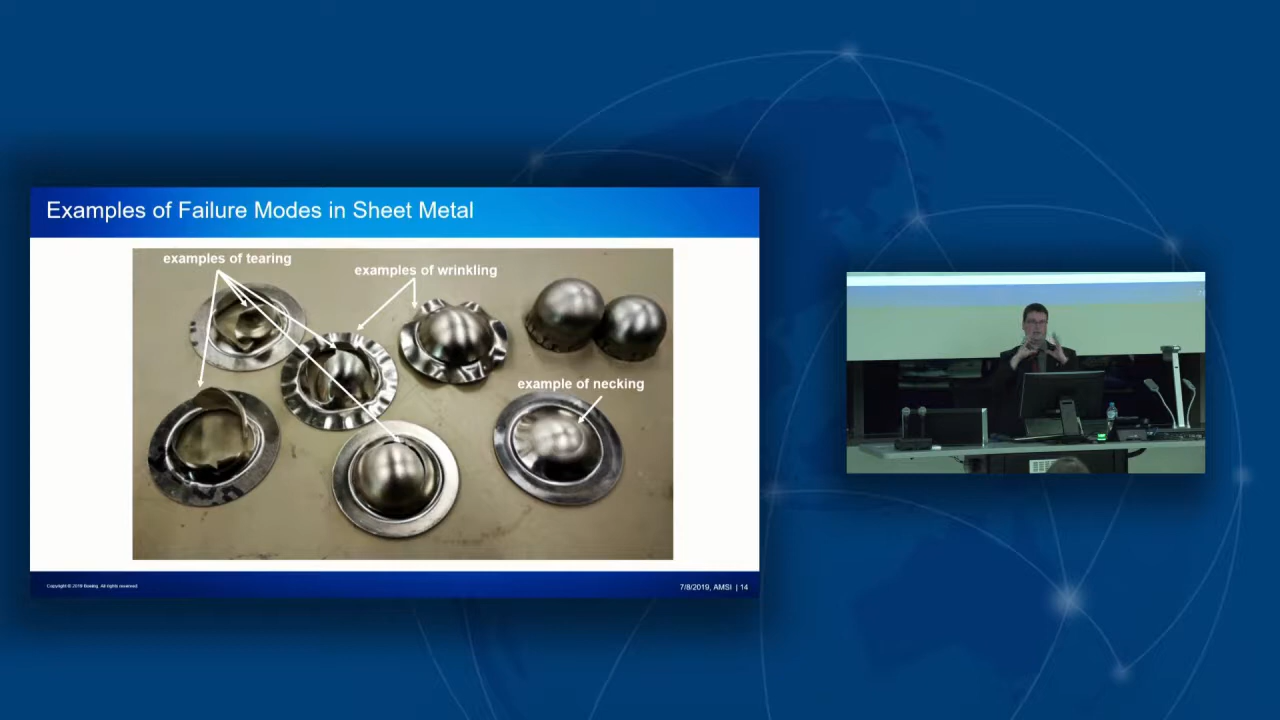 Examples of Failure Modes in Sheet Metal
examples of tearing
examples of wrinkling
example of necking
Copyright © 2019 Boeing. All rights reserved.
7/8/2019, AMSI | 14